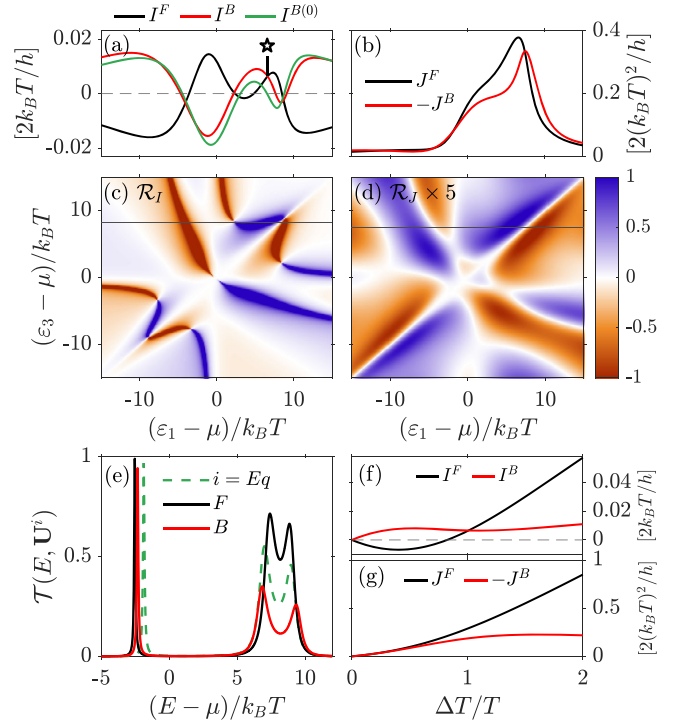 I^F I^B I^{B(0)}
0.02
0
-0.02
[2k_BT/h]
(a)
(b)
J^F
−J^B
0.4
0.2
0
[2(k_BT)^2/h]
(c) R_I
(d) R_J × 5
10
0
-10
(ε_3 − μ)/k_BT
1
0.5
0
-0.5
-1
-10 0 10
-10 0 10
(ε_1 − μ)/k_BT
(ε_1 − μ)/k_BT
1
0.5
0
T(E, U^i)
(e)
i = Eq
F
B
-5 0 5 10
(E − μ)/k_BT
(f)
I^F I^B
0.04
0.02
0
[2k_BT/h]
(g)
J^F −J^B
1
0.5
0
[2(k_BT)^2/h]
0 1 2
ΔT/T